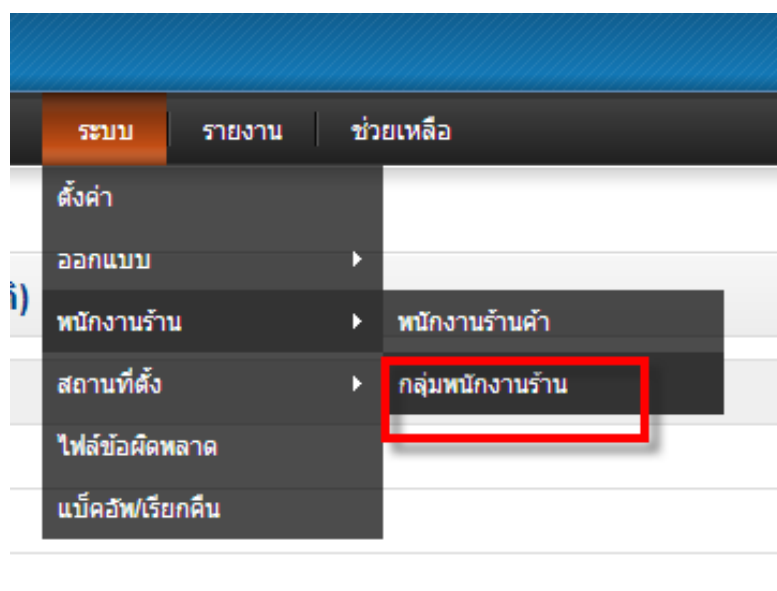 ระบบ รายงาน ช่วยเหลือ
ตั้งค่า
ออกแบบ
พนักงานร้าน พนักงานร้านค้า
สถานที่ตั้ง กลุ่มพนักงานร้าน
ไฟล์ข้อผิดพลาด
แบ็คอัพ/เรียกคืน